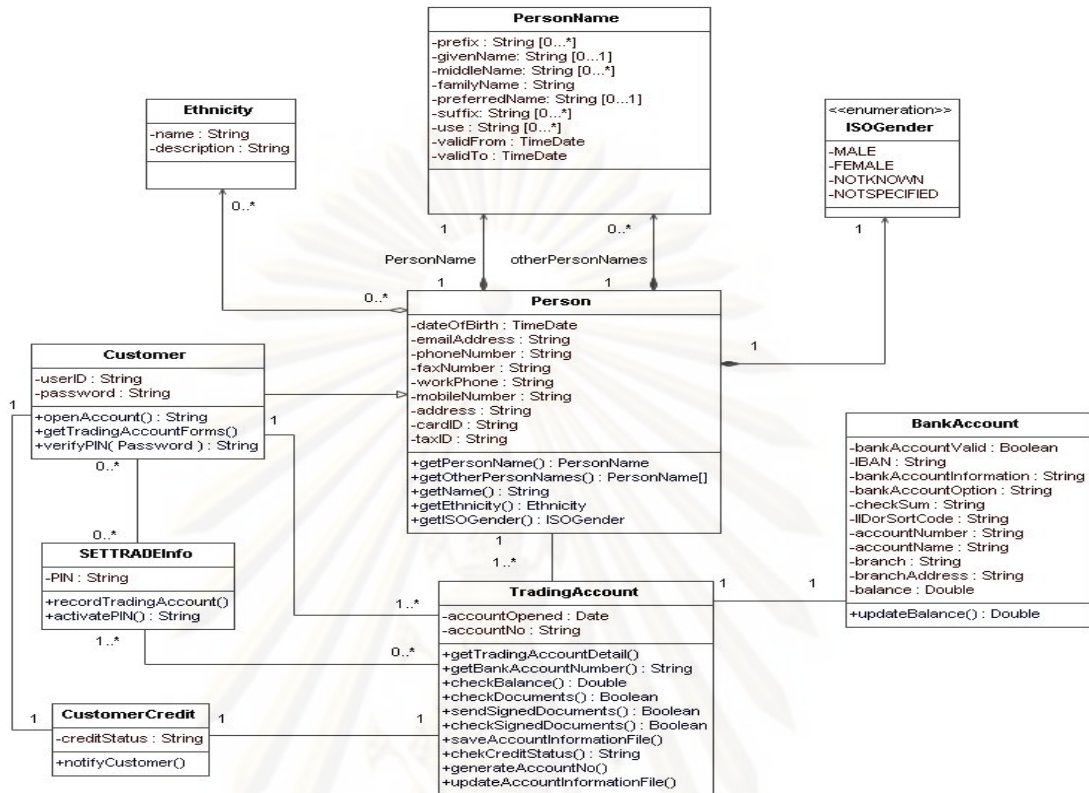 PersonName
-prefix : String [0...*]
-givenName: String [0...1]
-middleName: String [0...*]
-familyName : String
-preferredName: String [0...1]
-suffix: String [0...*]
-use : String [0...*]
-validFrom : TimeDate
-validTo : TimeDate
Ethnicity
-name : String
-description : String
<<enumeration>>
ISOGender
-MALE
-FEMALE
-NOTKNOWN
-NOTSPECIFIED
0..*
1
0..*
1
PersonName
otherPersonNames
0..*
1
1
Person
-dateOfBirth : TimeDate
-emailAddress : String
-phoneNumber : String
-faxNumber : String
-workPhone : String
-mobileNumber : String
-address : String
-cardID : String
-taxID : String
+getPersonName() : PersonName
+getOtherPersonNames() : PersonName[]
+getName() : String
+getEthnicity() : Ethnicity
+getISOGender() : ISOGender
1
Customer
-userID : String
-password : String
+openAccount() : String
+getTradingAccountForms()
+verifyPIN( Password ) : String
1
1
0..*
BankAccount
-bankAccountValid : Boolean
-IBAN : String
-bankAccountInformation : String
-bankAccountOption : String
-checkSum : String
-IIDorSortCode : String
-accountNumber : String
-accountName : String
-branch : String
-branchAddress : String
-balance : Double
+updateBalance() : Double
0..*
SETTRADEInfo
-PIN : String
+recordTradingAccount()
+activatePIN() : String
1..*
1
1..*
1..*
0..*
1
1
TradingAccount
-accountOpened : Date
-accountNo : String
+getTradingAccountDetail()
+getBankAccountNumber() : String
+checkBalance() : Double
+checkDocuments() : Boolean
+sendSignedDocuments() : Boolean
+checkSignedDocuments() : Boolean
+saveAccountInformationFile()
+chekCreditStatus() : String
+generateAccountNo()
+updateAccountInformationFile()
1
CustomerCredit
-creditStatus : String
+notifyCustomer()
1
1